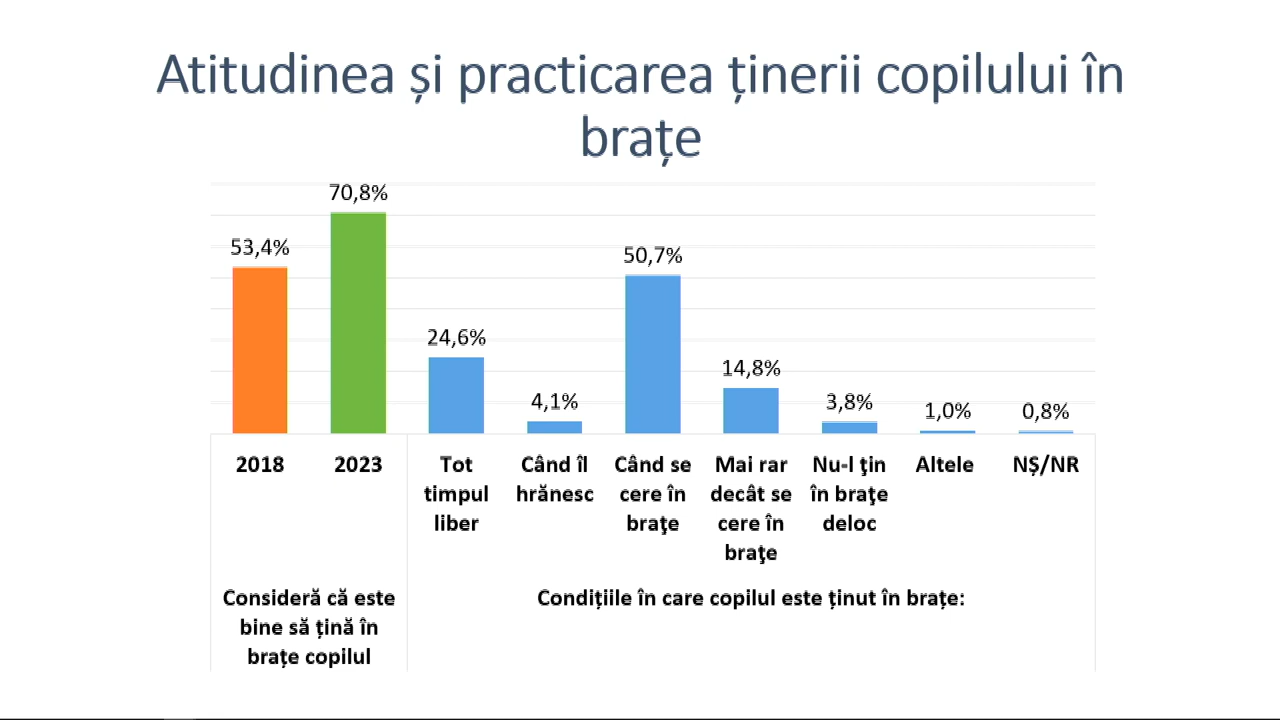 Atitudinea și practicarea ținerii copilului în
brațe
70,8%
53,4%
50,7%
24,6%
14,8%
4,1%
3,8%
1,0%
0,8%
2018
2023
Tot
timpul
liber
Când îl
hrănesc
Când se
cere în
braţe
Mai rar
decât se
cere în
braţe
Nu-l ţin
în braţe
deloc
Altele
NȘ/NR
Consideră că este
bine să țină în
brațe copilul
Condițiile în care copilul este ținut în brațe: